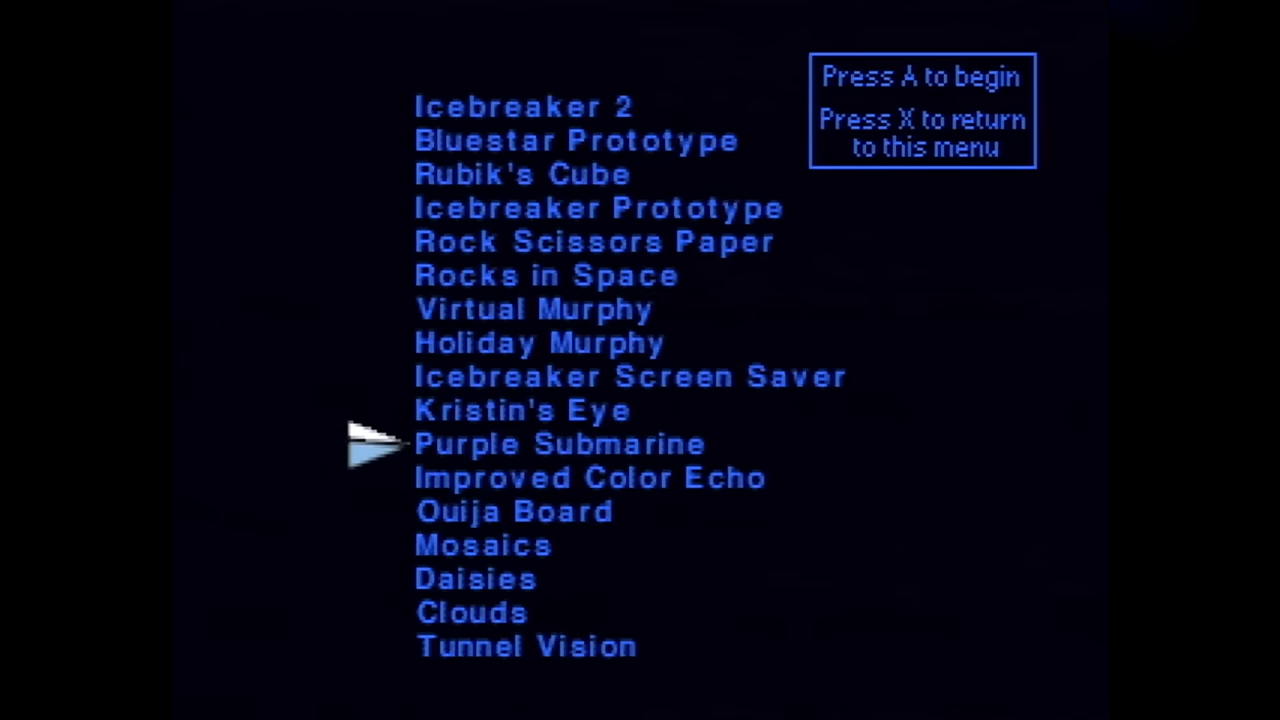 Press A to begin
Press X to return
to this menu
Icebreaker 2
Bluestar Prototype
Rubik's Cube
Icebreaker Prototype
Rock Scissors Paper
Rocks in Space
Virtual Murphy
Holiday Murphy
Icebreaker Screen Saver
Kristin's Eye
Purple Submarine
Improved Color Echo
Ouija Board
Mosaics
Daisies
Clouds
Tunnel Vision